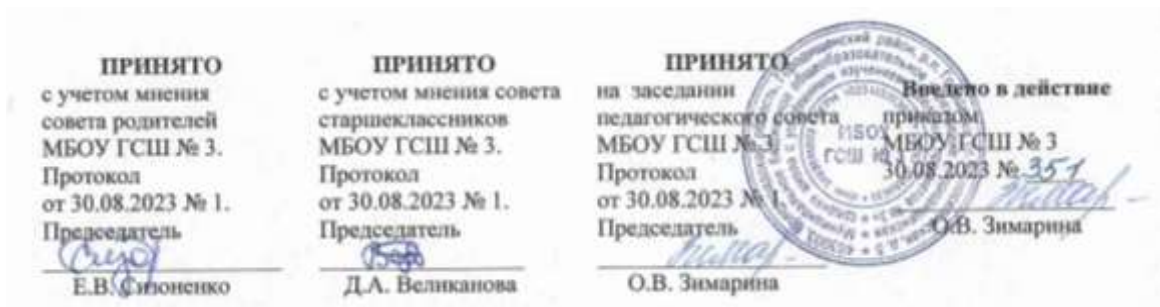 ПРИНЯТО
с учетом мнения
совета родителей
МБОУ ГСШ № 3.
Протокол
от 30.08.2023 № 1.
Председатель
Е.В. Сизоненко
ПРИНЯТО
с учетом мнения совета
старшеклассников
МБОУ ГСШ № 3.
Протокол
от 30.08.2023 № 1.
Председатель
Д.А. Великанова
ПРИНЯТО
на заседании
педагогического совета
МБОУ ГСШ № 3
Протокол
от 30.08.2023 № 1.
Председатель
О.В. Зимарина
Введено в действие
приказом
МБОУ ГСШ № 3
30.08.2023 № 351
О.В. Зимарина